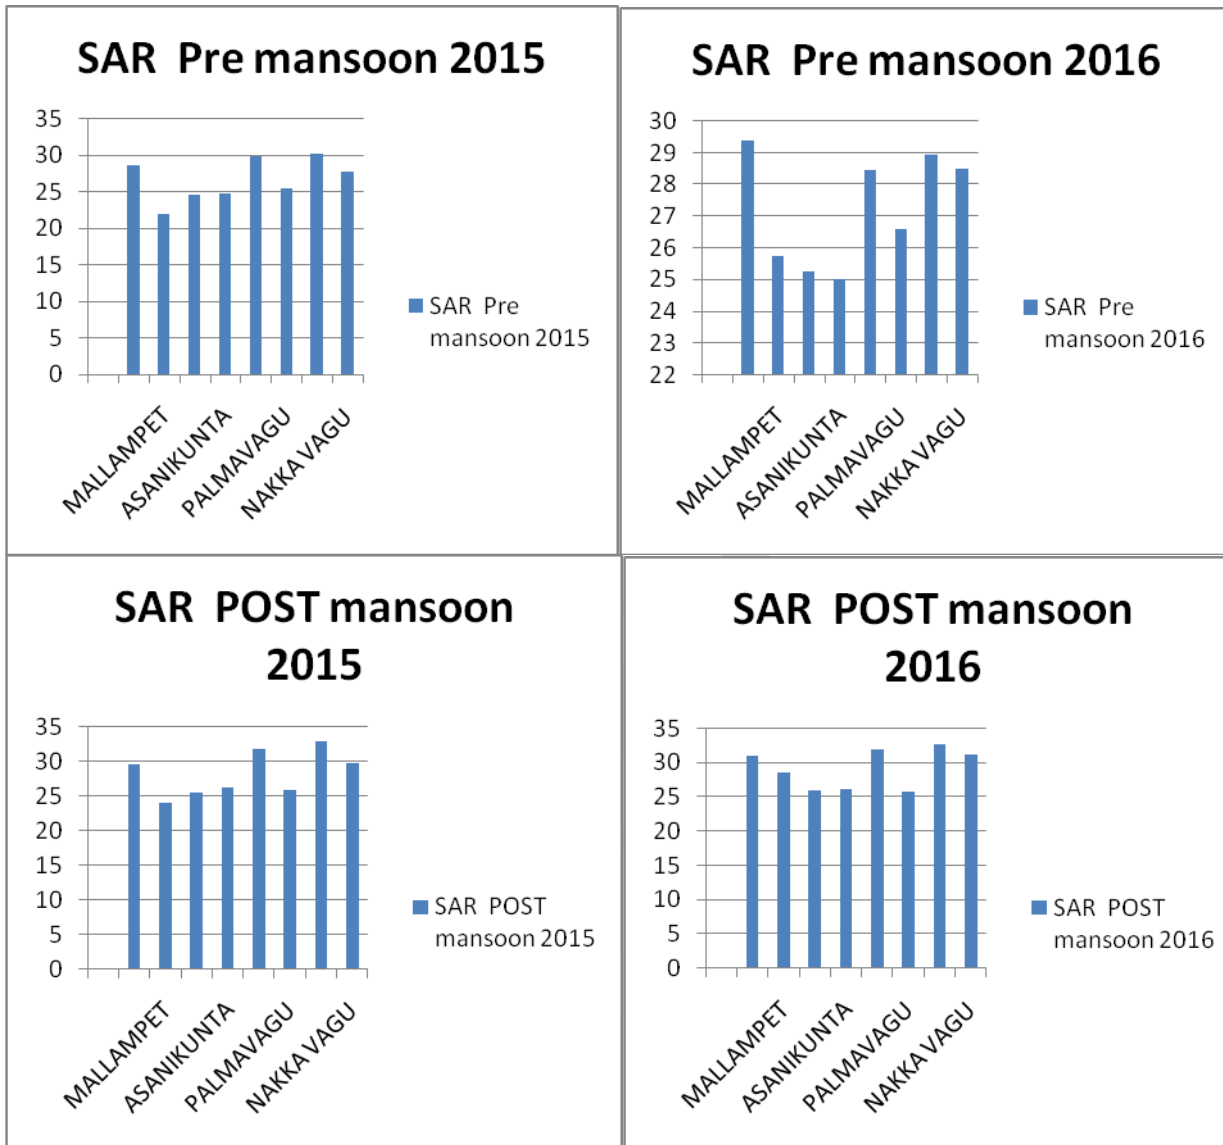 SAR Pre mansoon 2015
35
30
25
20
15
10
5
0
MALLAMPET
ASANIKUNTA
PALMAVAGU
NAKKA VAGU
SAR Pre
mansoon 2015
SAR Pre mansoon 2016
30
29
28
27
26
25
24
23
22
MALLAMPET
ASANIKUNTA
PALMAVAGU
NAKKA VAGU
SAR Pre
mansoon 2016
SAR POST mansoon
2015
35
30
25
20
15
10
5
0
MALLAMPET
ASANIKUNTA
PALMAVAGU
NAKKA VAGU
SAR POST
mansoon 2015
SAR POST mansoon
2016
35
30
25
20
15
10
5
0
MALLAMPET
ASANIKUNTA
PALMAVAGU
NAKKA VAGU
SAR POST
mansoon 2016